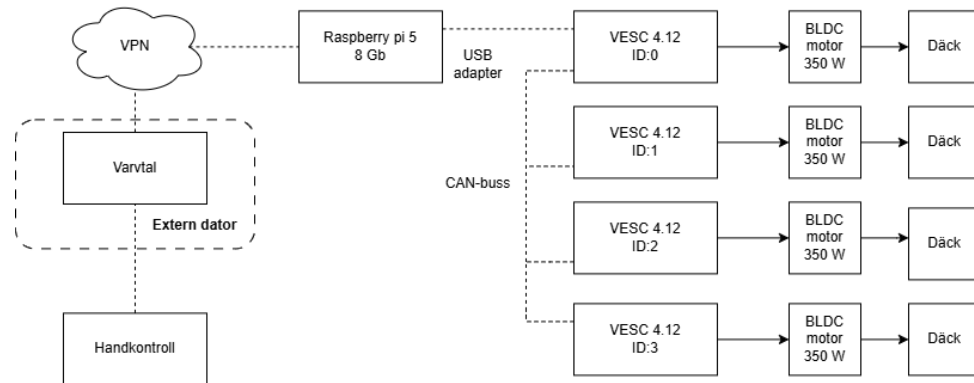 VPN
Raspberry pi 5
8 Gb
USB
adapter
VESC 4.12
ID:0
BLDC
motor
350 W
Däck
Varvtal
Extern dator
CAN-buss
VESC 4.12
ID:1
BLDC
motor
350 W
Däck
VESC 4.12
ID:2
BLDC
motor
350 W
Däck
Handkontroll
VESC 4.12
ID:3
BLDC
motor
350 W
Däck